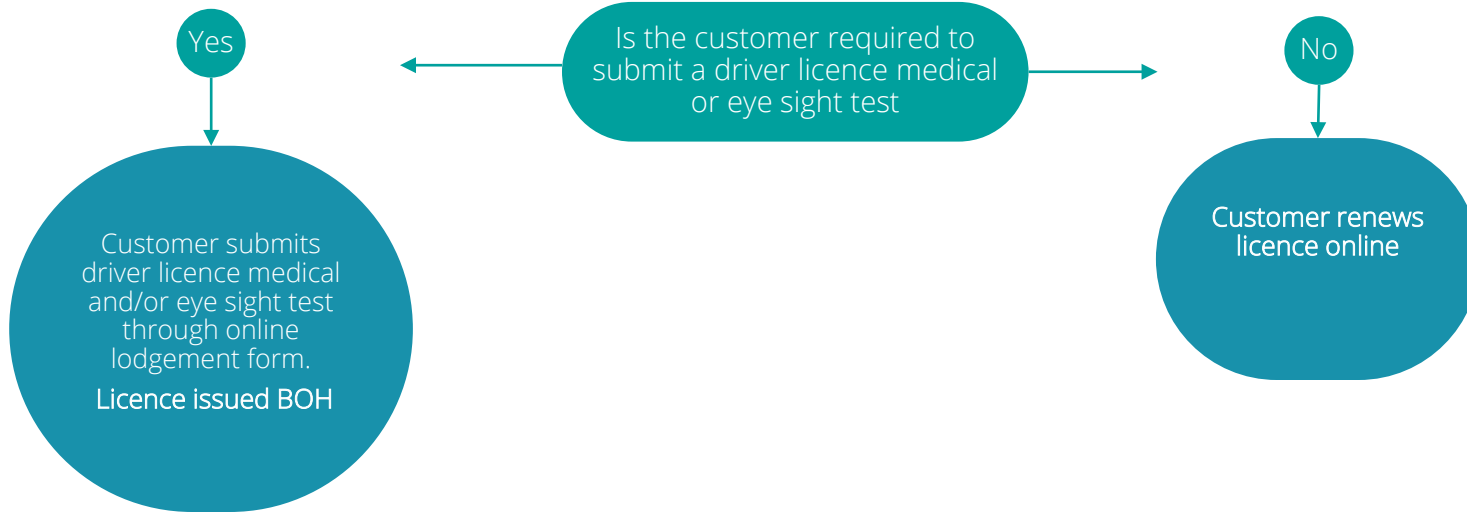 Is the customer required to
submit a driver licence medical
or eye sight test
Yes
Customer submits
driver licence medical
and/or eye sight test
through online
lodgement form.
Licence issued BOH
No
Customer renews
licence online